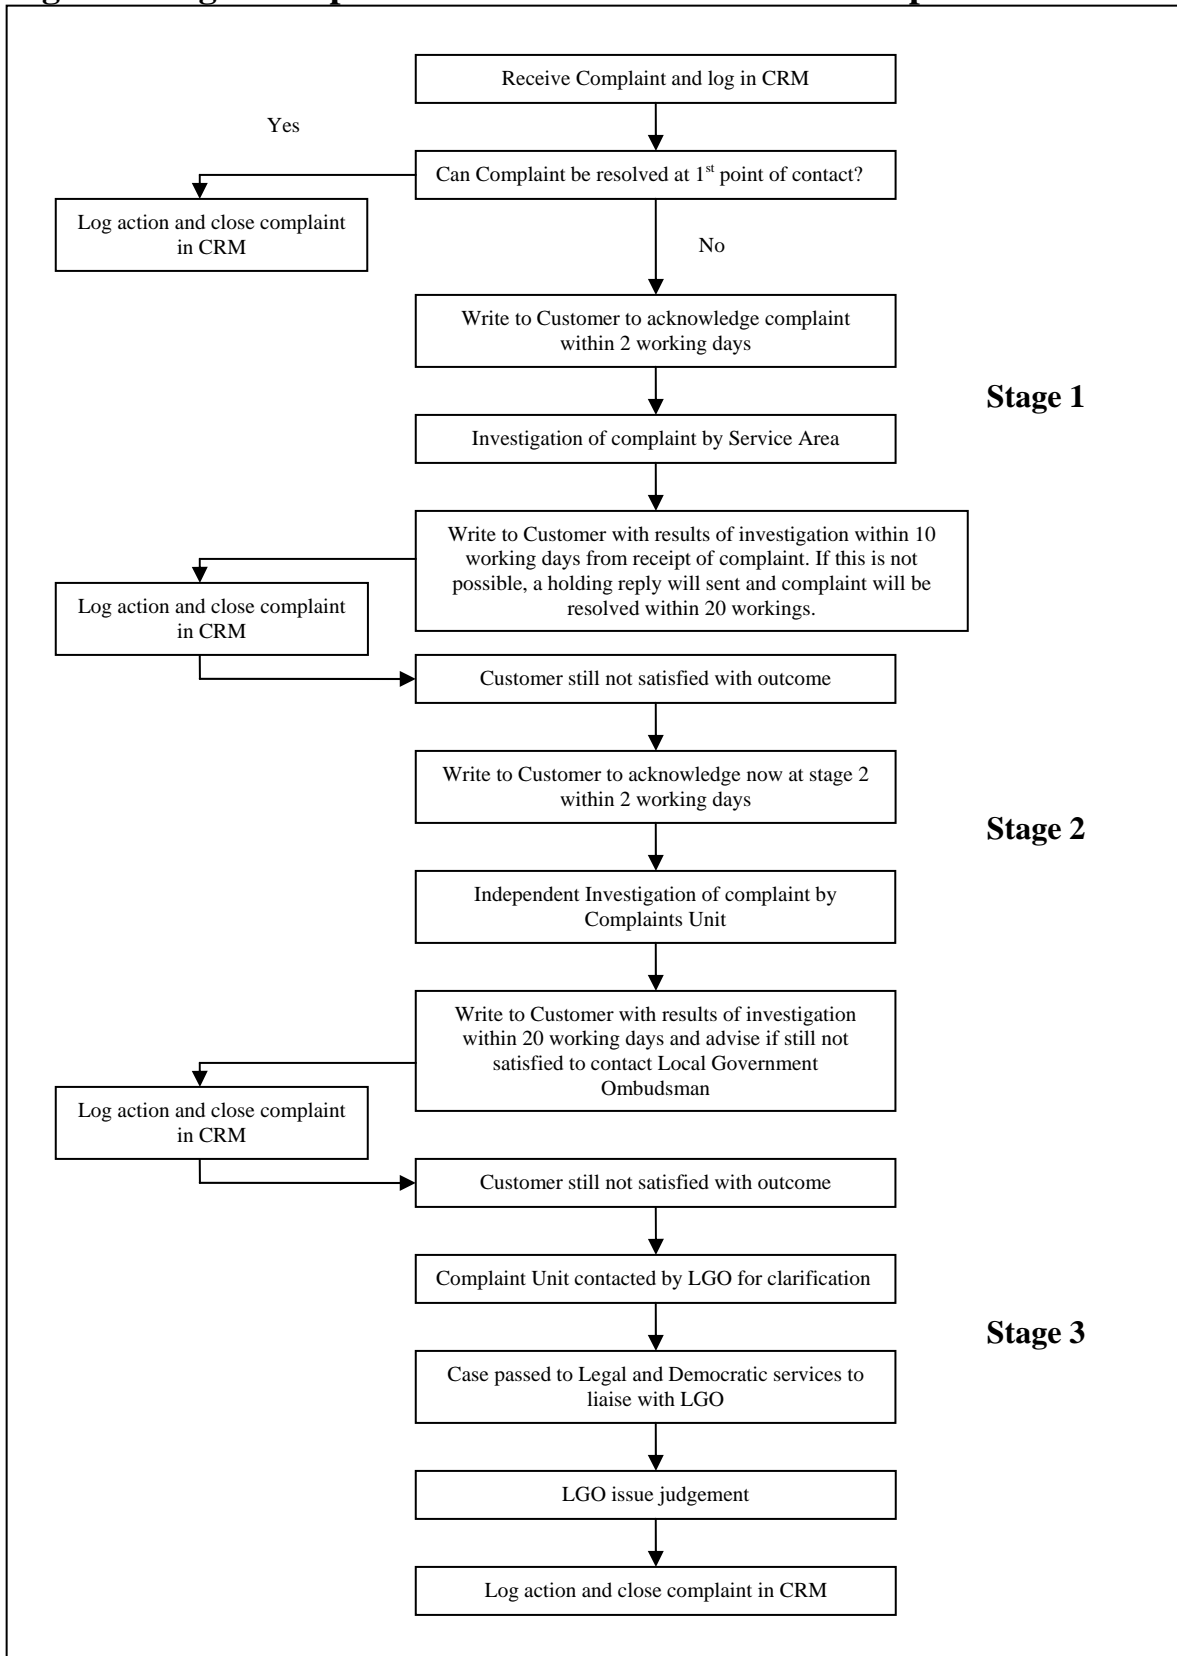 Receive Complaint and log in CRM
Yes
Can Complaint be resolved at 1st point of contact?
Log action and close complaint
in CRM
No
Write to Customer to acknowledge complaint
within 2 working days
Stage 1
Investigation of complaint by Service Area
Write to Customer with results of investigation within 10
working days from receipt of complaint. If this is not
possible, a holding reply will sent and complaint will be
resolved within 20 workings.
Log action and close complaint
in CRM
Customer still not satisfied with outcome
Write to Customer to acknowledge now at stage 2
within 2 working days
Stage 2
Independent Investigation of complaint by
Complaints Unit
Write to Customer with results of investigation
within 20 working days and advise if still not
satisfied to contact Local Government
Ombudsman
Log action and close complaint
in CRM
Customer still not satisfied with outcome
Complaint Unit contacted by LGO for clarification
Stage 3
Case passed to Legal and Democratic services to
liaise with LGO
LGO issue judgement
Log action and close complaint in CRM